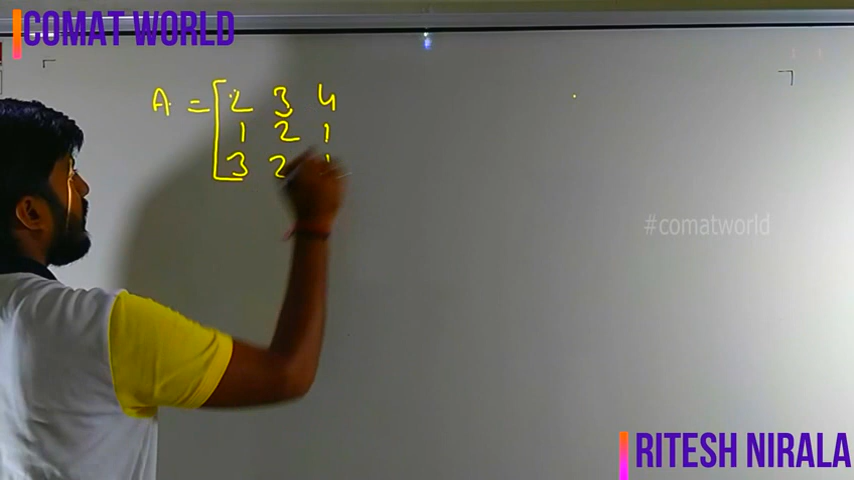 COMAT WORLD
A = [ 2 3 4
1 2 1
3 2
#comatworld
RITESH NIRALA